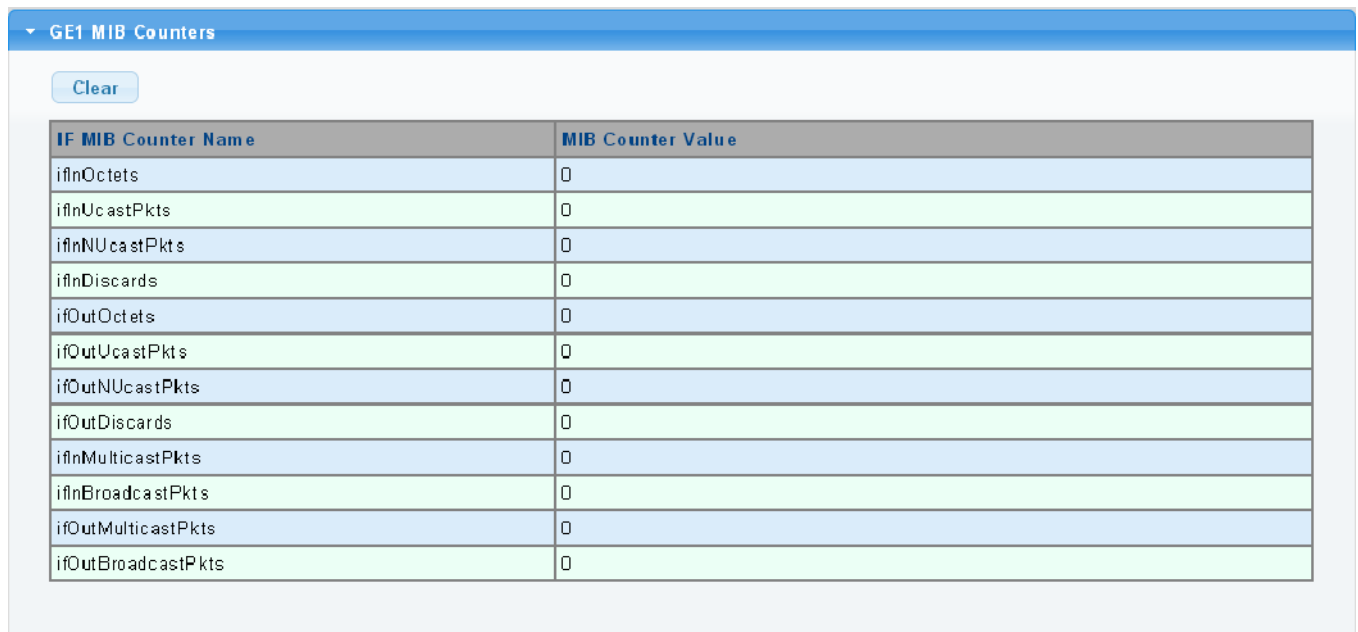 GE1 MIB Counters
Clear
IF MIB Counter Name MIB Counter Value
ifInOctets 0
ifInUcastPkts 0
ifInNUcastPkts 0
ifInDiscards 0
ifOutOctets 0
ifOutUcastPkts 0
ifOutNUcastPkts 0
ifOutDiscards 0
ifInMulticastPkts 0
ifInBroadcastPkts 0
ifOutMulticastPkts 0
ifOutBroadcastPkts 0